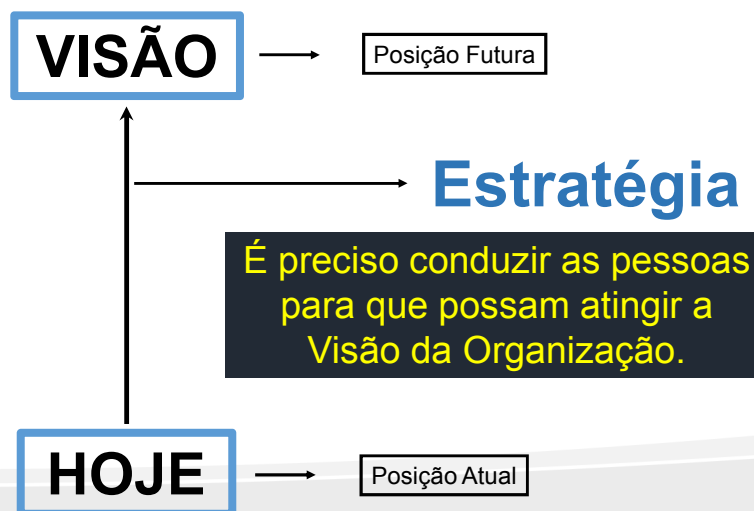 VISÃO
Posição Futura
Estratégia
É preciso conduzir as pessoas
para que possam atingir a
Visão da Organização.
HOJE
Posição Atual